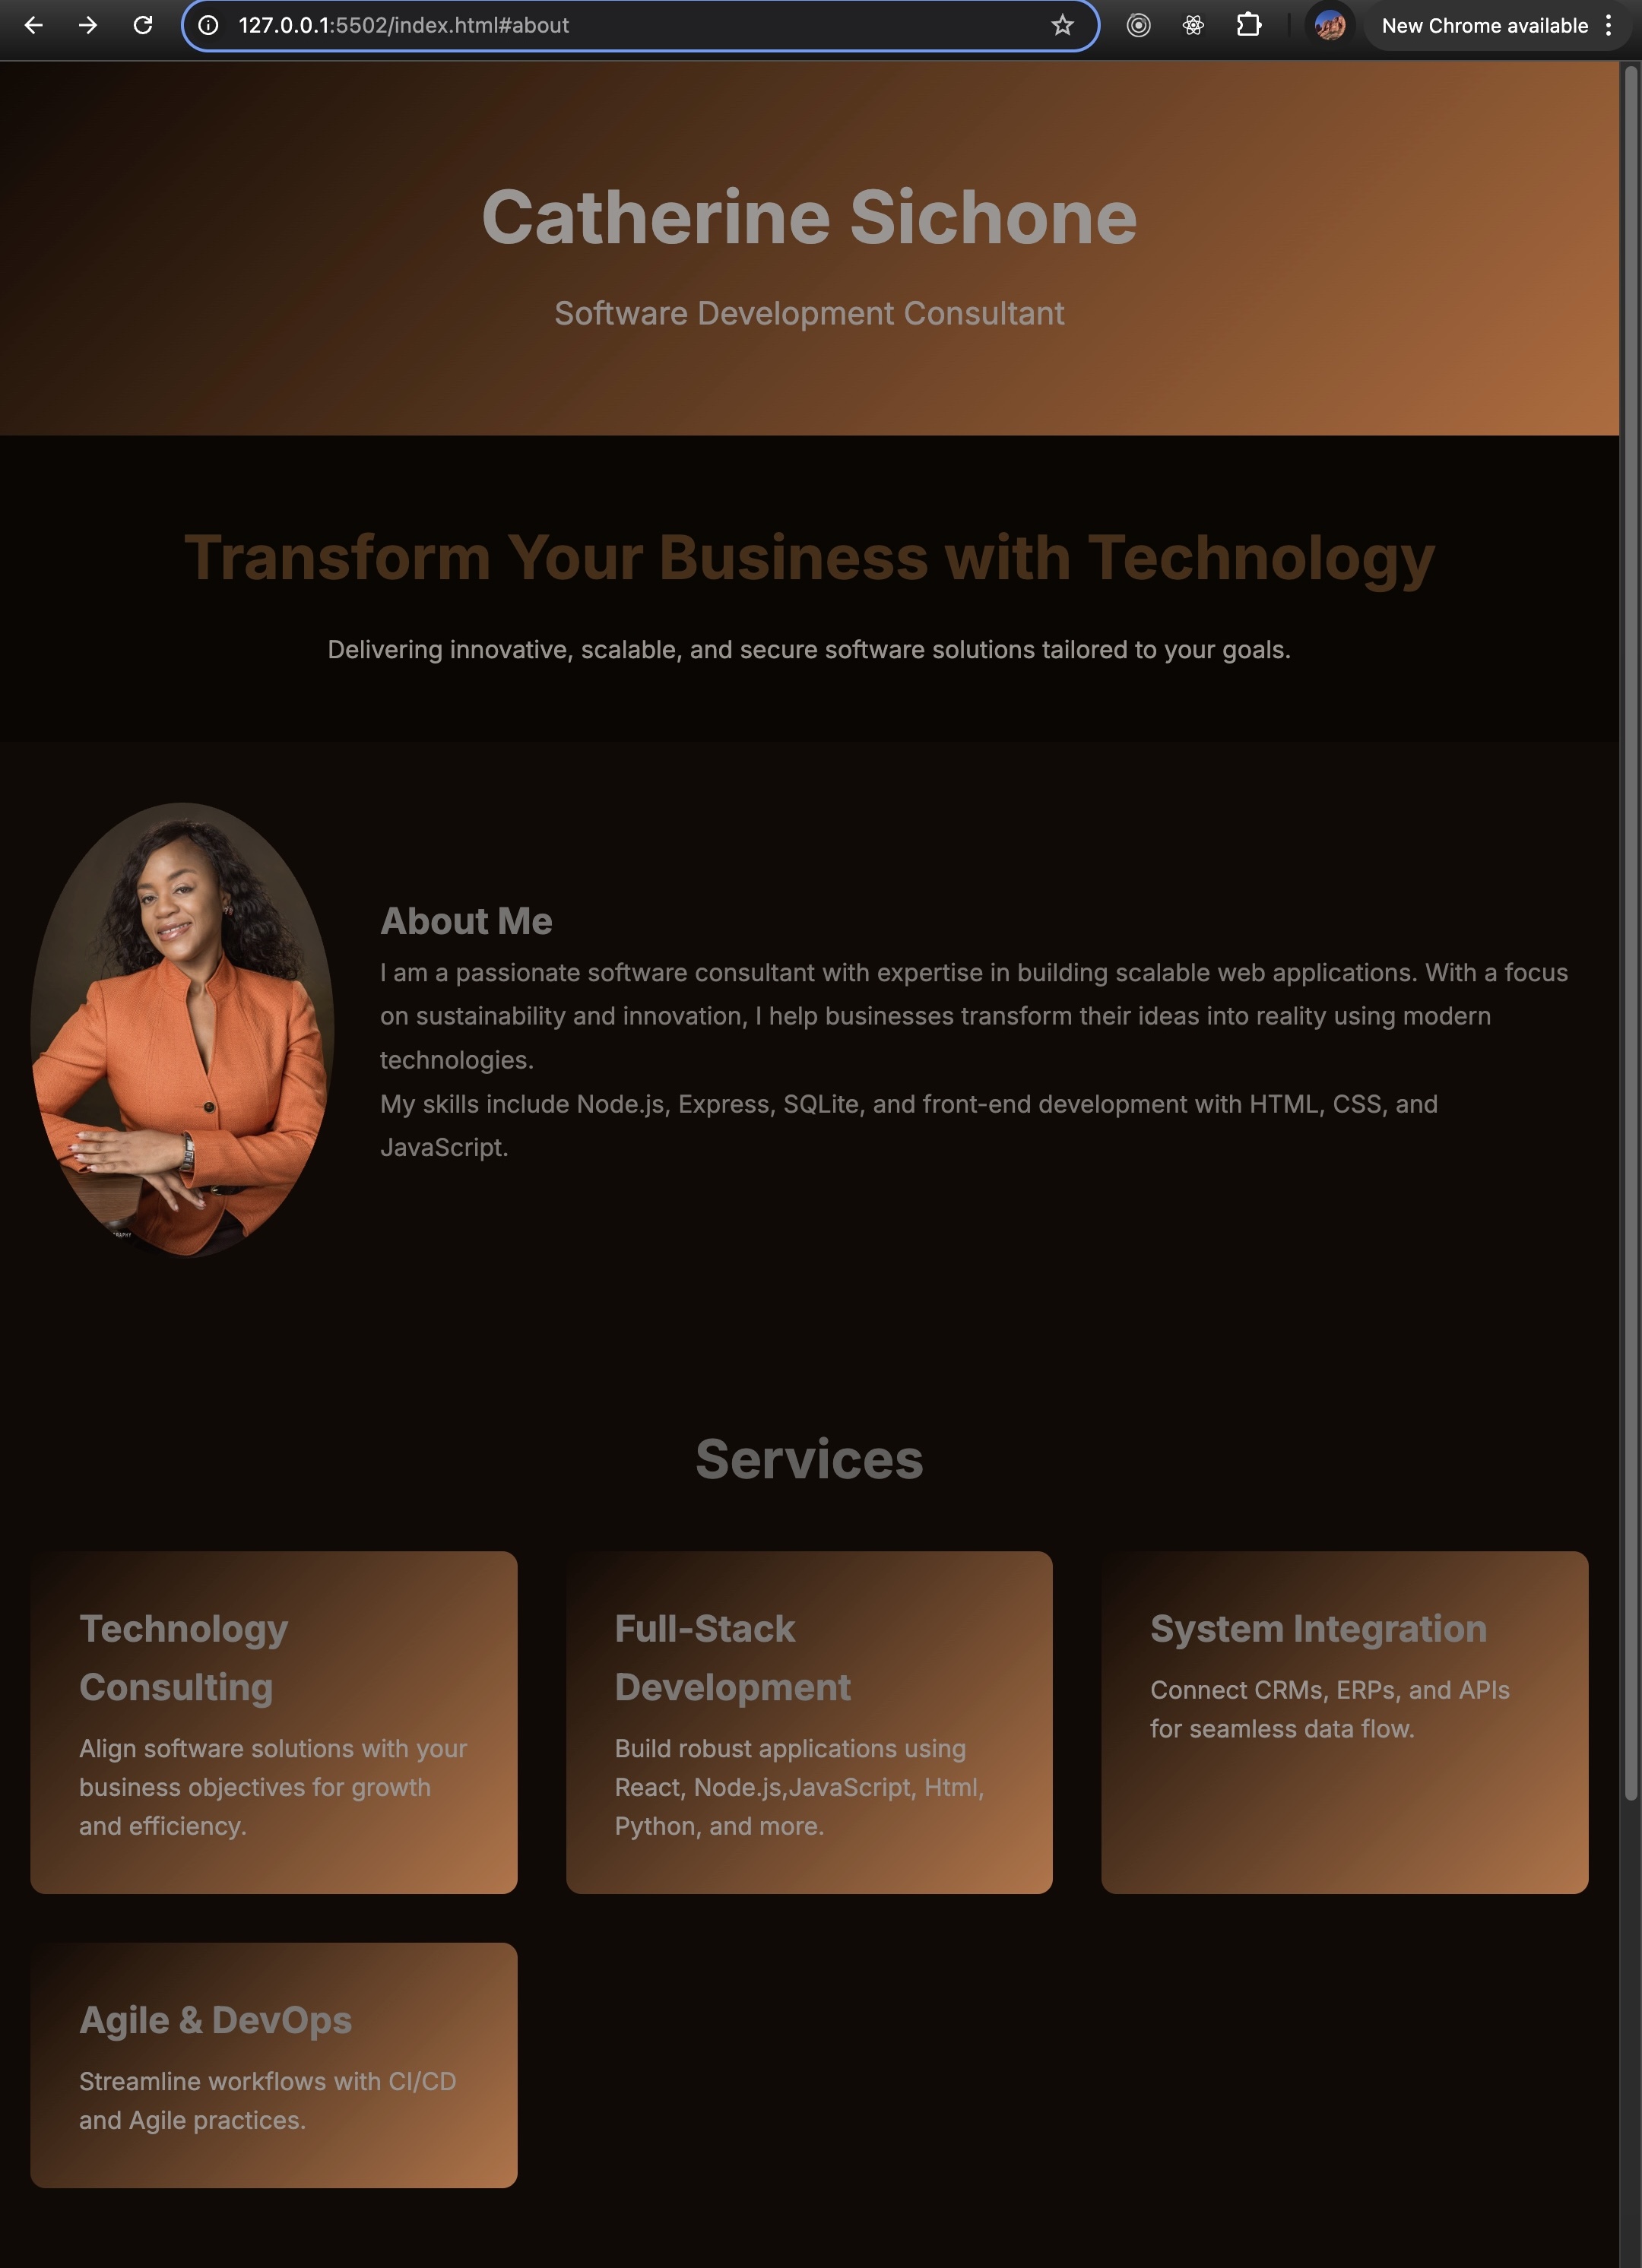 127.0.0.1:5502/index.html#about
New Chrome available
Catherine Sichone
Software Development Consultant
Transform Your Business with Technology
Delivering innovative, scalable, and secure software solutions tailored to your goals.
About Me
I am a passionate software consultant with expertise in building scalable web applications. With a focus
on sustainability and innovation, I help businesses transform their ideas into reality using modern
technologies.
My skills include Node.js, Express, SQLite, and front-end development with HTML, CSS, and
JavaScript.
Services
Technology
Consulting
Align software solutions with your
business objectives for growth
and efficiency.
Full-Stack
Development
Build robust applications using
React, Node.js,JavaScript, Html,
Python, and more.
System Integration
Connect CRMs, ERPs, and APIs
for seamless data flow.
Agile & DevOps
Streamline workflows with CI/CD
and Agile practices.